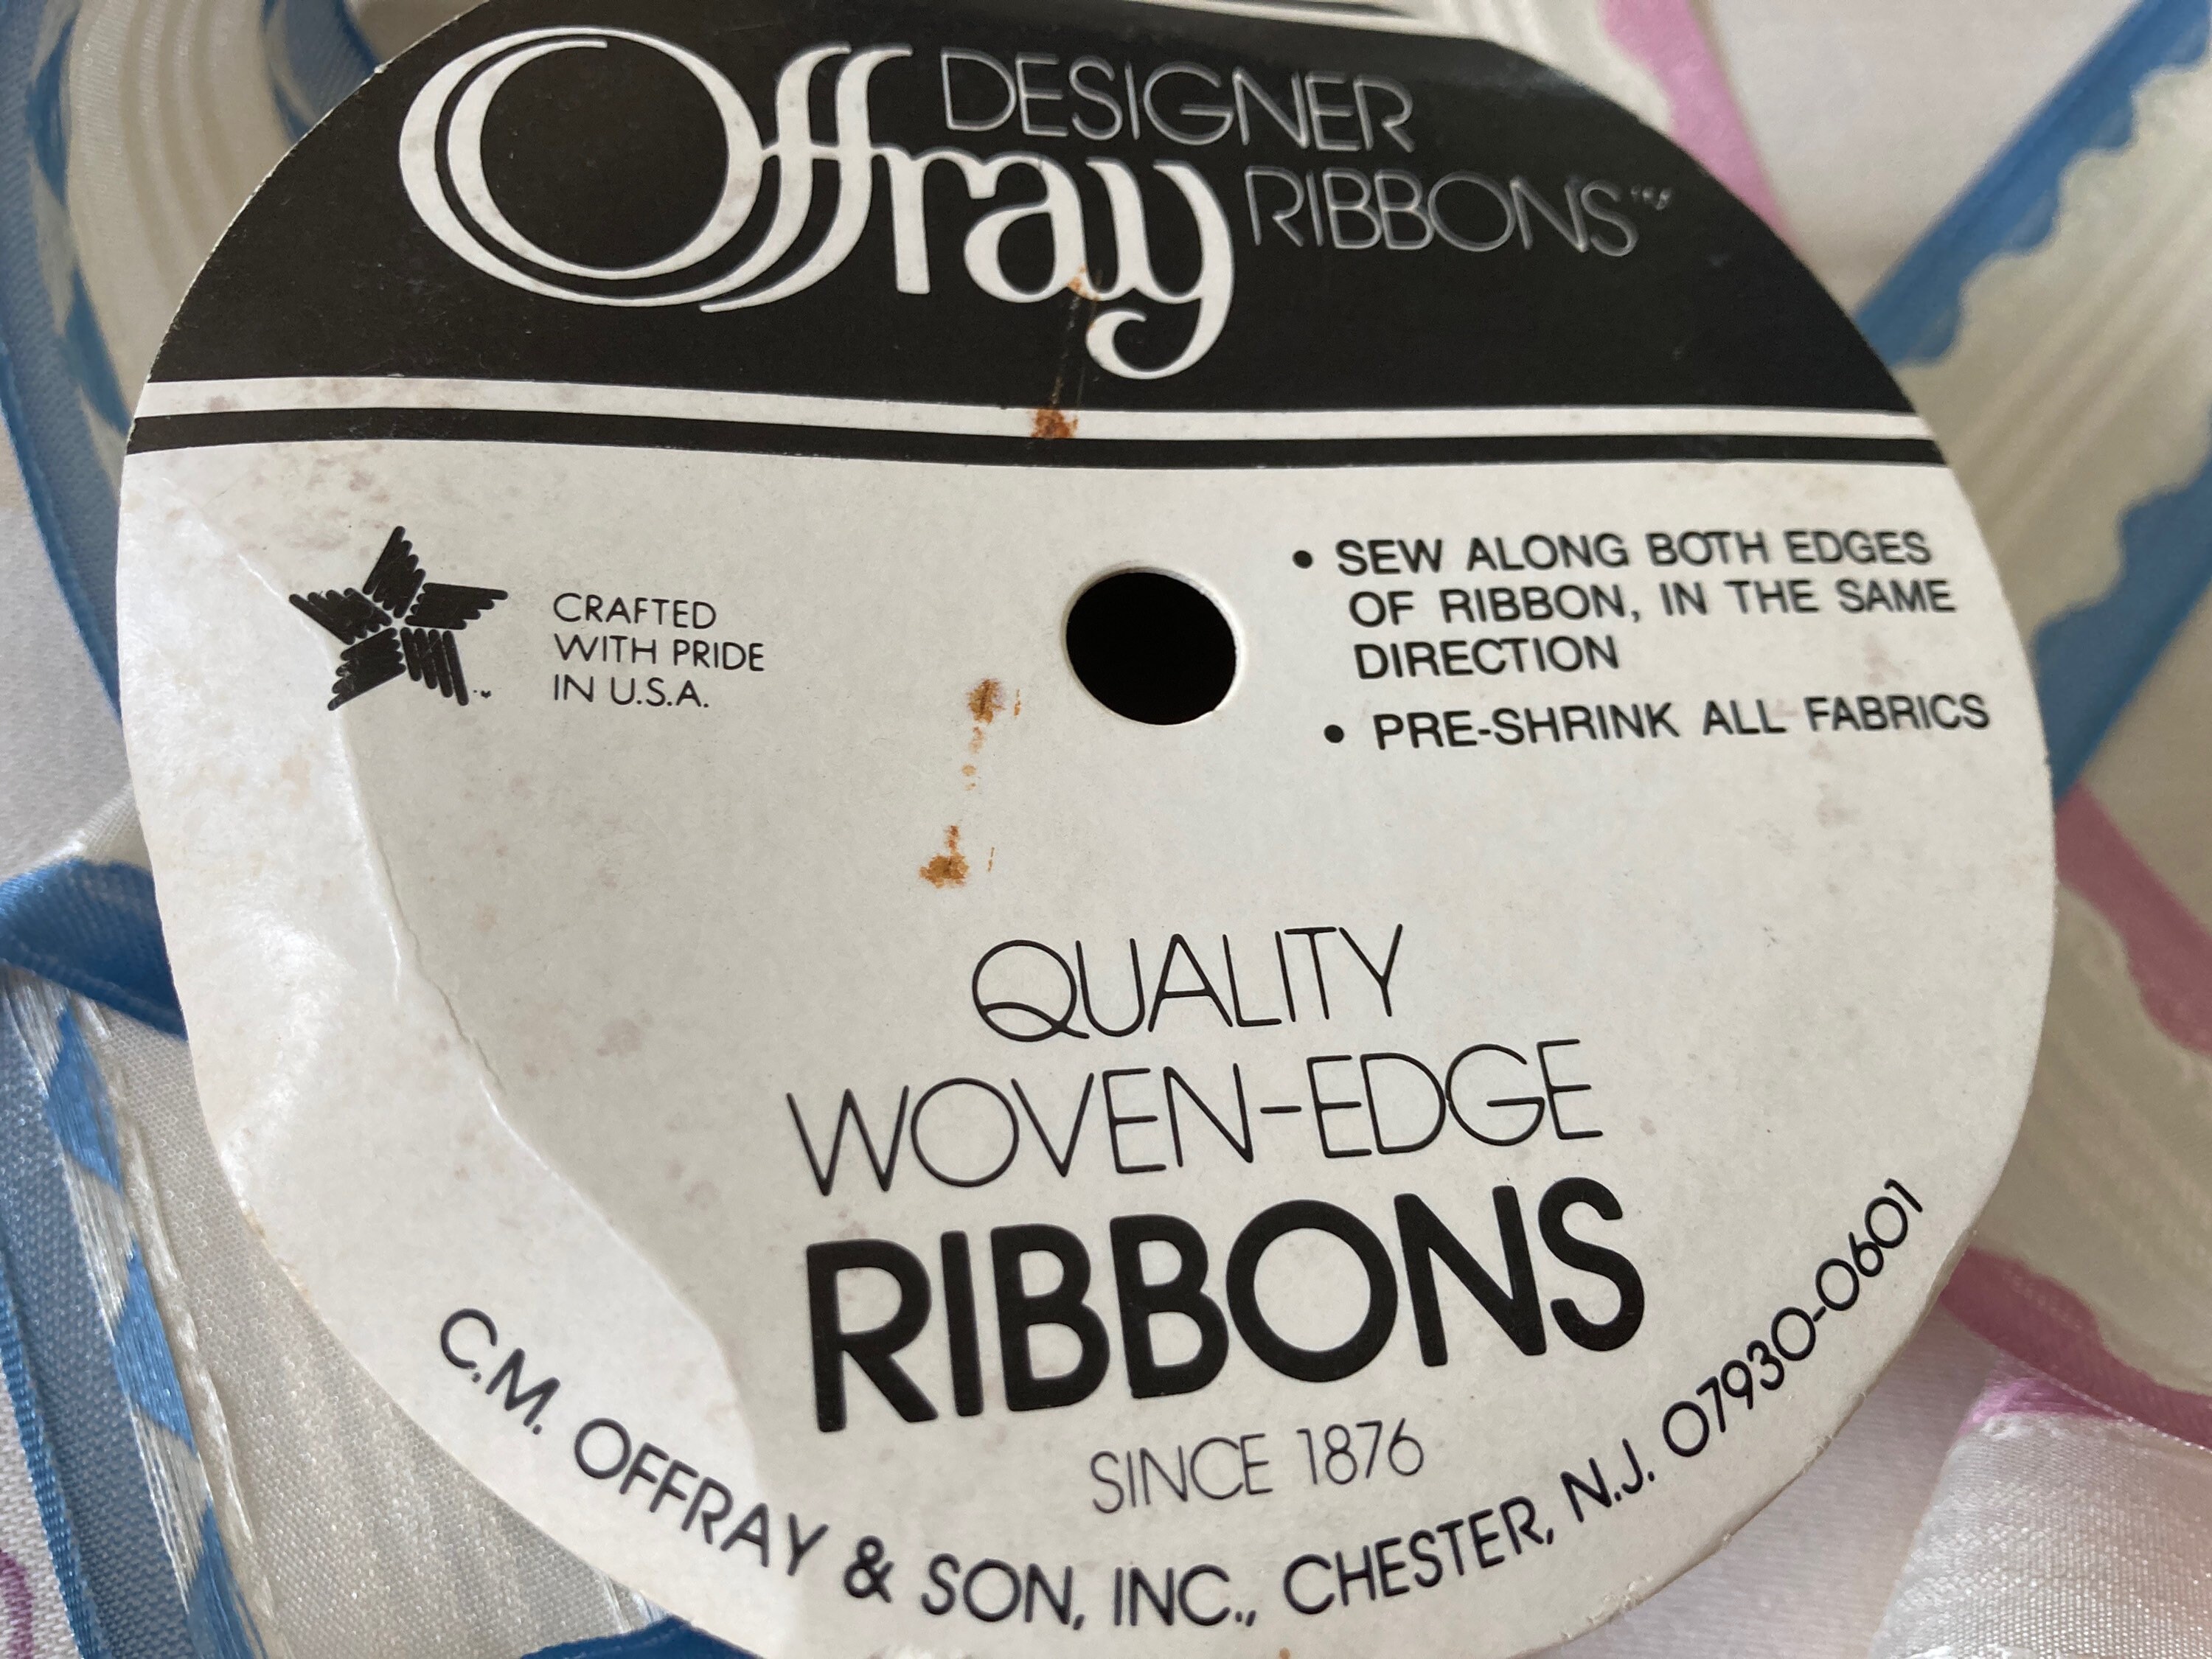 Offray DESIGNER
RIBBONS™
CRAFTED
WITH PRIDE
IN U.S.A.
• SEW ALONG BOTH EDGES
OF RIBBON, IN THE SAME
DIRECTION
• PRE-SHRINK ALL FABRICS
QUALITY
WOVEN-EDGE
RIBBONS
SINCE 1876
C.M. OFFRAY & SON, INC., CHESTER, N.J. 07930-0601